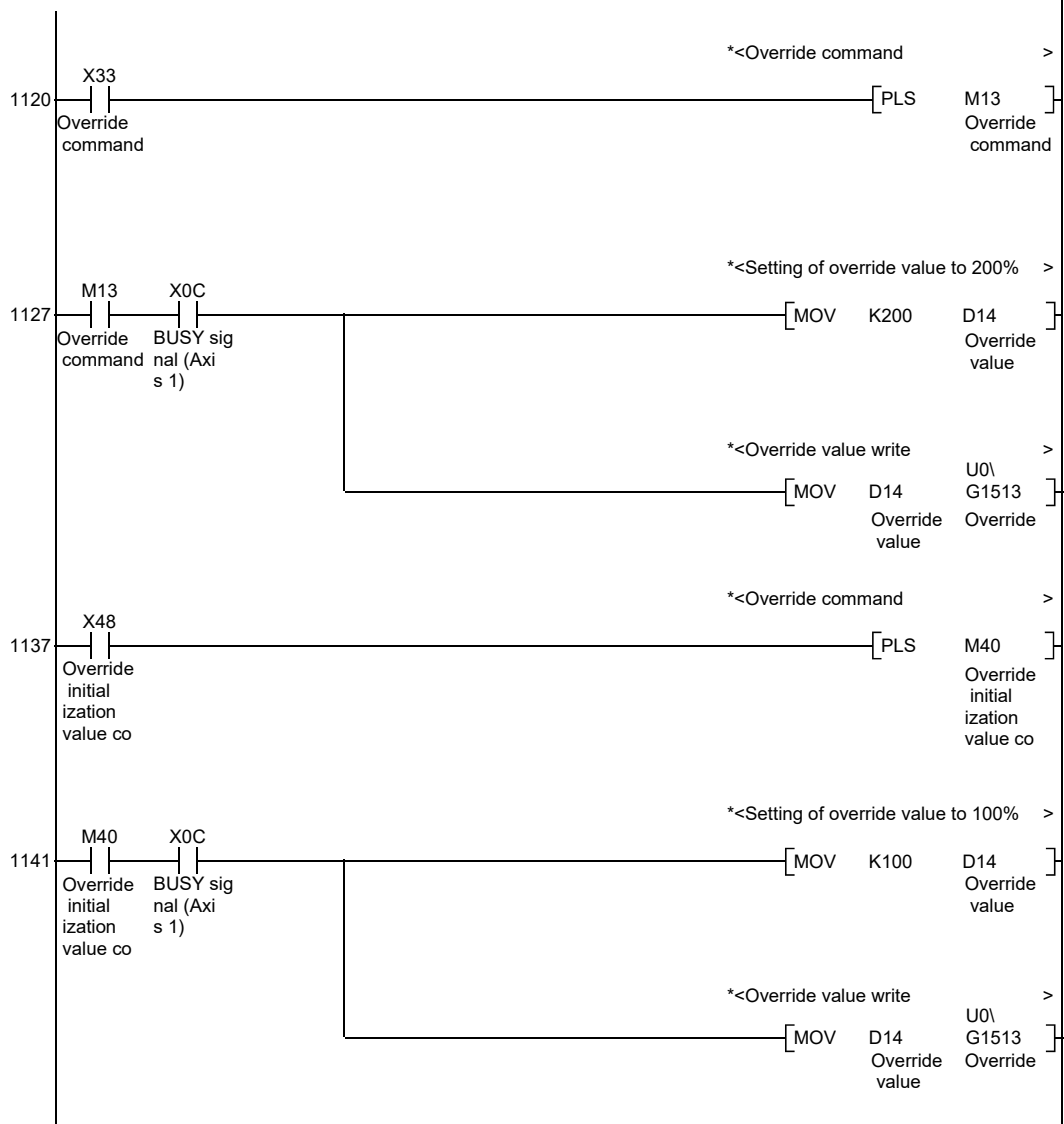 *<Override command >
X33
1120 PLS M13
Override command
Override command
*<Setting of override value to 200% >
M13 X0C
1127 MOV K200 D14
Override command
BUSY sig
nal (Axi
s 1)
Override value
*<Override value write >
U0\
MOV D14 G1513
Override value
Override
*<Override command >
X48
1137 PLS M40
Override
initial
ization
value co
Override
initial
ization
value co
*<Setting of override value to 100% >
M40 X0C
1141 MOV K100 D14
Override
initial
ization
value co
BUSY sig
nal (Axi
s 1)
Override
value
*<Override value write >
U0\
MOV D14 G1513
Override
value
Override